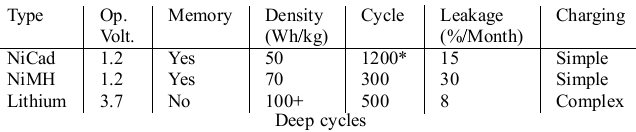 Type Op. Memory Density Cycle Leakage Charging
Volt. (Wh/kg) (%/Month)
NiCad 1.2 Yes 50 1200* 15 Simple
NiMH 1.2 Yes 70 300 30 Simple
Lithium 3.7 No 100+ 500 8 Complex
Deep cycles